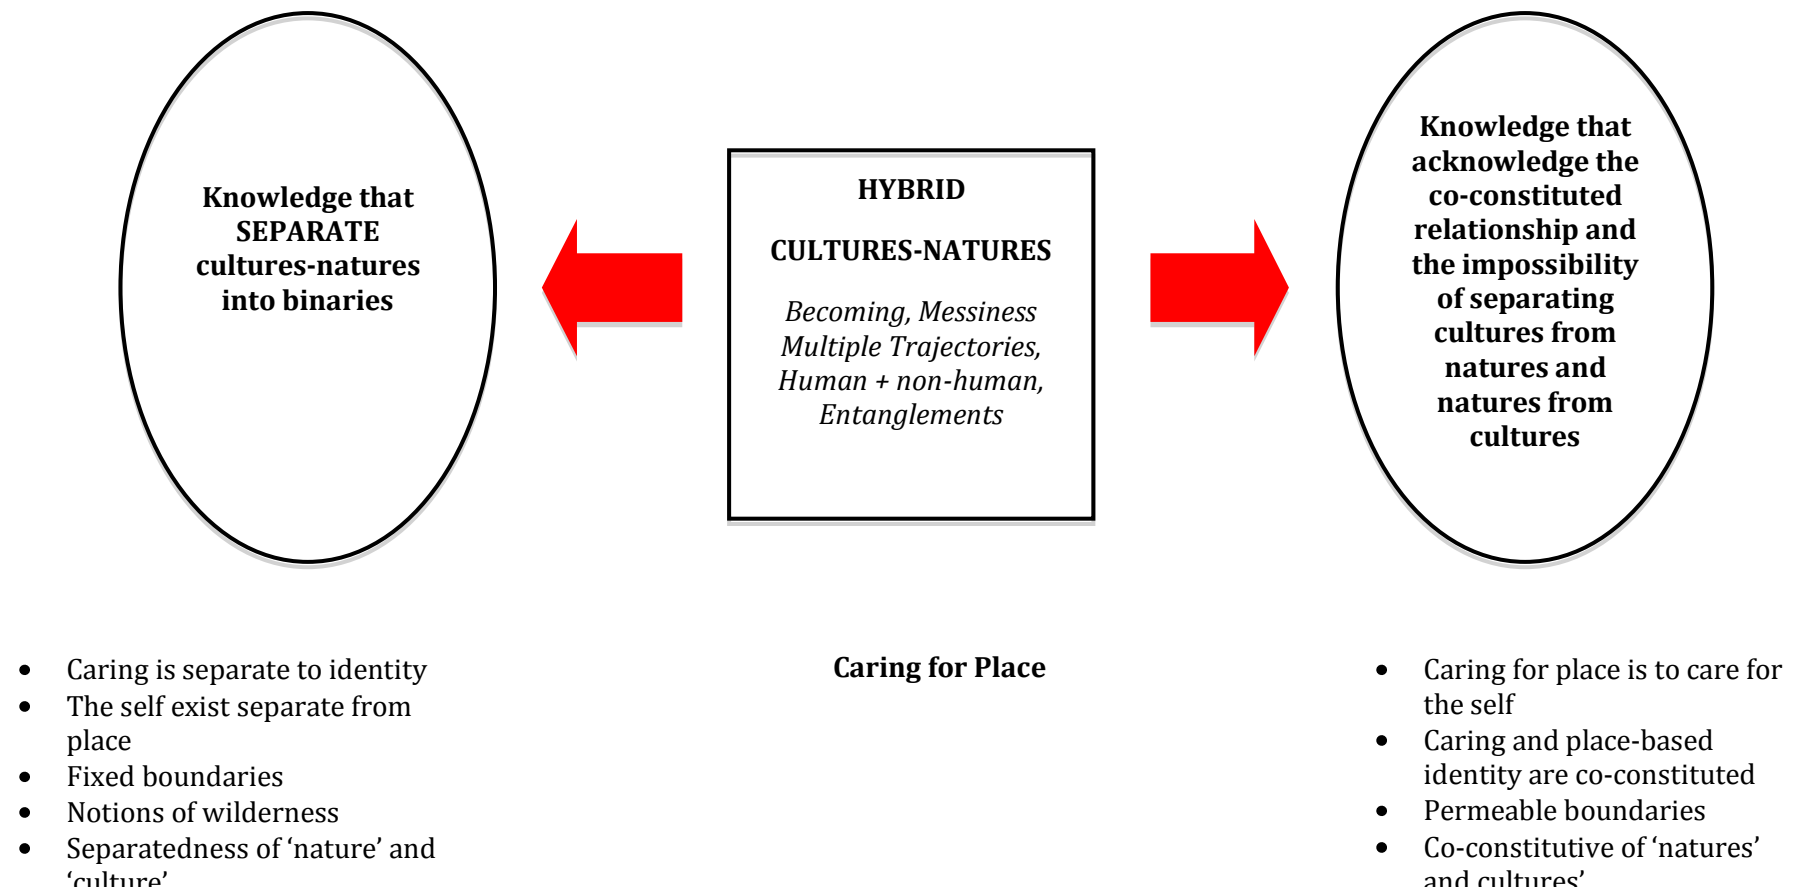 Knowledge that
SEPARATE
cultures-natures
into binaries
HYBRID
CULTURES-NATURES
Becoming, Messiness
Multiple Trajectories,
Human + non-human,
Entanglements
Knowledge that
acknowledge the
co-constituted
relationship and
the impossibility
of separating
cultures from
natures and
natures from
cultures
• Caring is separate to identity
• The self exist separate from
place
• Fixed boundaries
• Notions of wilderness
• Separatedness of ‘nature’ and
‘culture’
Caring for Place
• Caring for place is to care for
the self
• Caring and place-based
identity are co-constituted
• Permeable boundaries
• Co-constitutive of ‘natures’
and cultures’